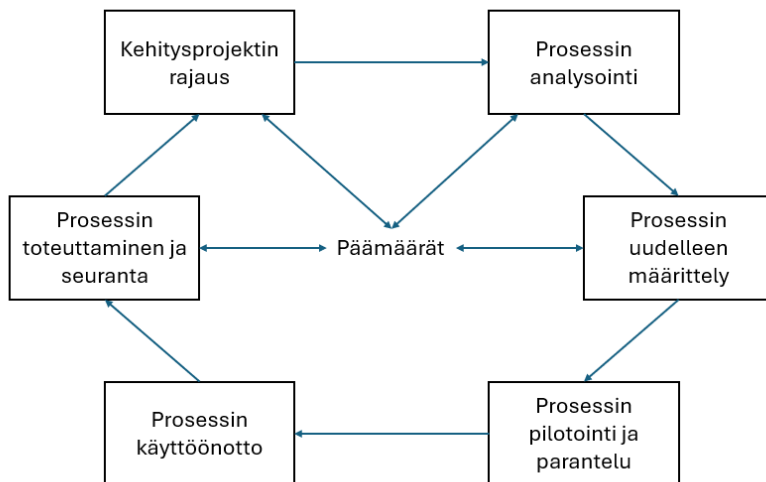 Kehitysprojektin
rajaus
Prosessin
analysointi
Prosessin
toteuttaminen ja
seuranta
Päämäärät
Prosessin
uudelleen
määrittely
Prosessin
käyttöönotto
Prosessin
pilotointi ja
parantelu